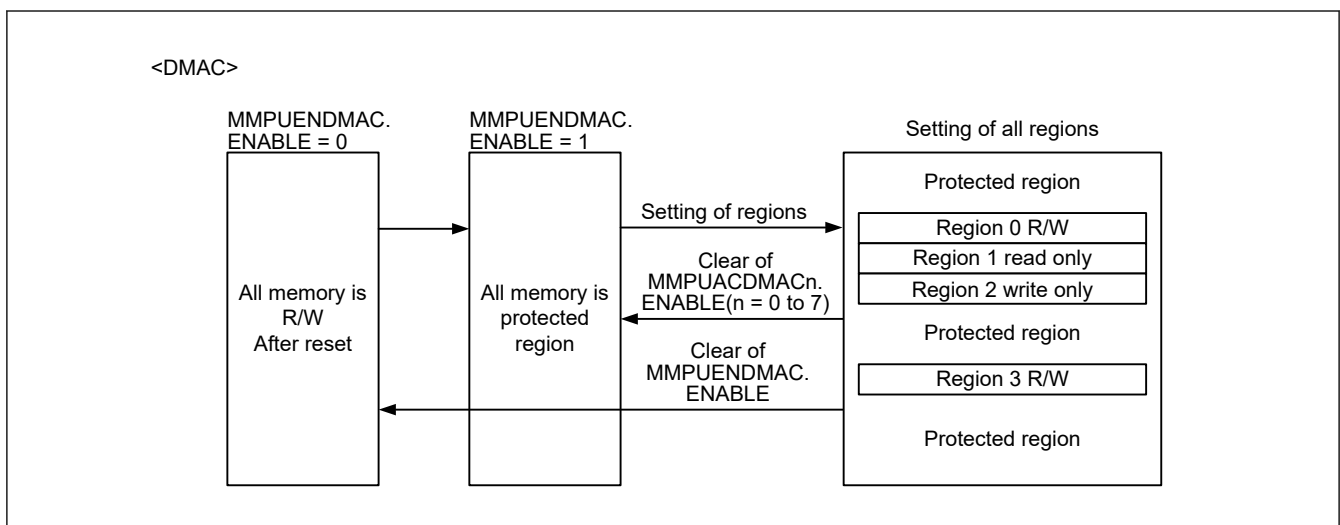 <DMAC>
MMPUENDMAC.
ENABLE = 0
MMPUENDMAC.
ENABLE = 1
Setting of all regions
All memory is
R/W
After reset
All memory is
protected
region
Setting of regions
Clear of
MMPUACDMACn.
ENABLE(n = 0 to 7)
Clear of
MMPUENDMAC.
ENABLE
Protected region
Region 0 R/W
Region 1 read only
Region 2 write only
Protected region
Region 3 R/W
Protected region